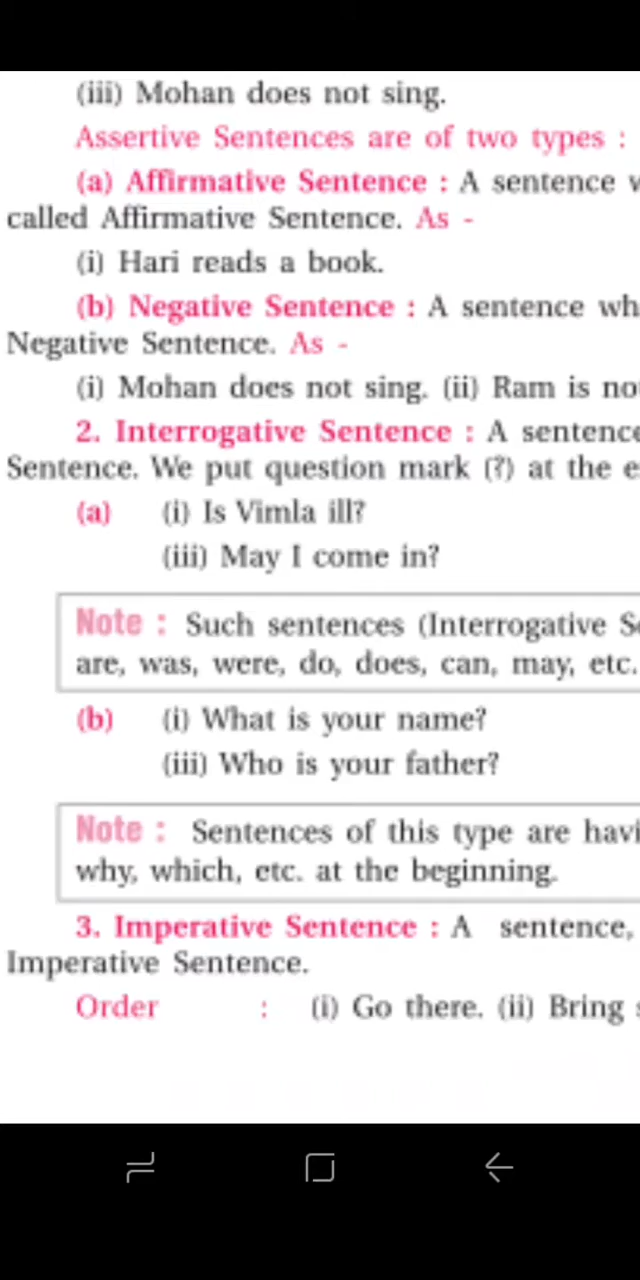 (iii) Mohan does not sing.
Assertive Sentences are of two types :
(a) Affirmative Sentence : A sentence
called Affirmative Sentence. As -
(i) Hari reads a book.
(b) Negative Sentence : A sentence
Negative Sentence. As -
(i) Mohan does not sing. (ii) Ram is
2. Interrogative Sentence : A sentence
Sentence. We put question mark (?) at the
(a) (i) Is Vimla ill?
(iii) May I come in?
Note : Such sentences (Interrogative
are, was, were, do, does, can, may, etc.
(b) (i) What is your name?
(iii) Who is your father?
Note : Sentences of this type are
why, which, etc. at the beginning.
3. Imperative Sentence : A sentence,
Imperative Sentence.
Order : (i) Go there. (ii) Bring